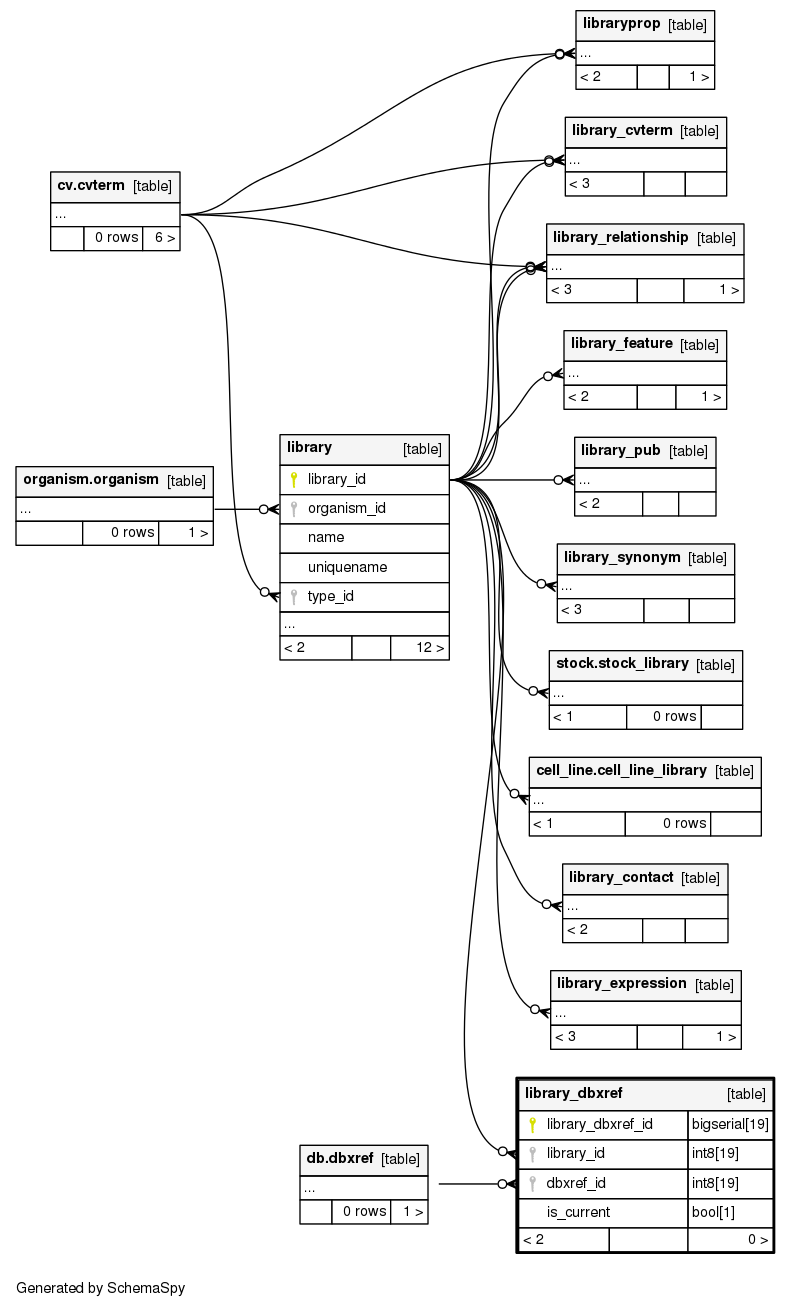 libraryprop [table]
...
< 2 1 >
library_cvterm [table]
...
< 3
cv.cvterm [table]
...
0 rows 6 >
library_relationship [table]
...
< 3 1 >
library_feature [table]
...
< 2 1 >
library [table]
library_id
organism_id
name
uniquename
type_id
...
< 2 12 >
organism.organism [table]
...
0 rows 1 >
library_pub [table]
...
< 2
library_synonym [table]
...
< 3
stock.stock_library [table]
...
< 1 0 rows
cell_line.cell_line_library [table]
...
< 1 0 rows
library_contact [table]
...
< 2
library_expression [table]
...
< 3 1 >
library_dbxref [table]
library_dbxref_id bigserial[19]
library_id int8[19]
dbxref_id int8[19]
is_current bool[1]
< 2 0 >
db.dbxref [table]
...
0 rows 1 >
Generated by SchemaSpy